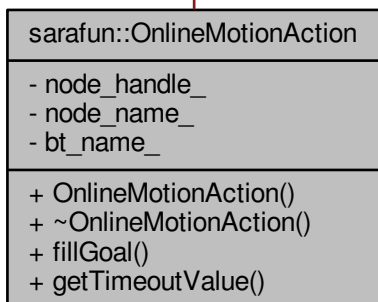 sarafun::OnlineMotionAction
- node_handle_
- node_name_
- bt_name_
+ OnlineMotionAction()
+ ~OnlineMotionAction()
+ fillGoal()
+ getTimeoutValue()